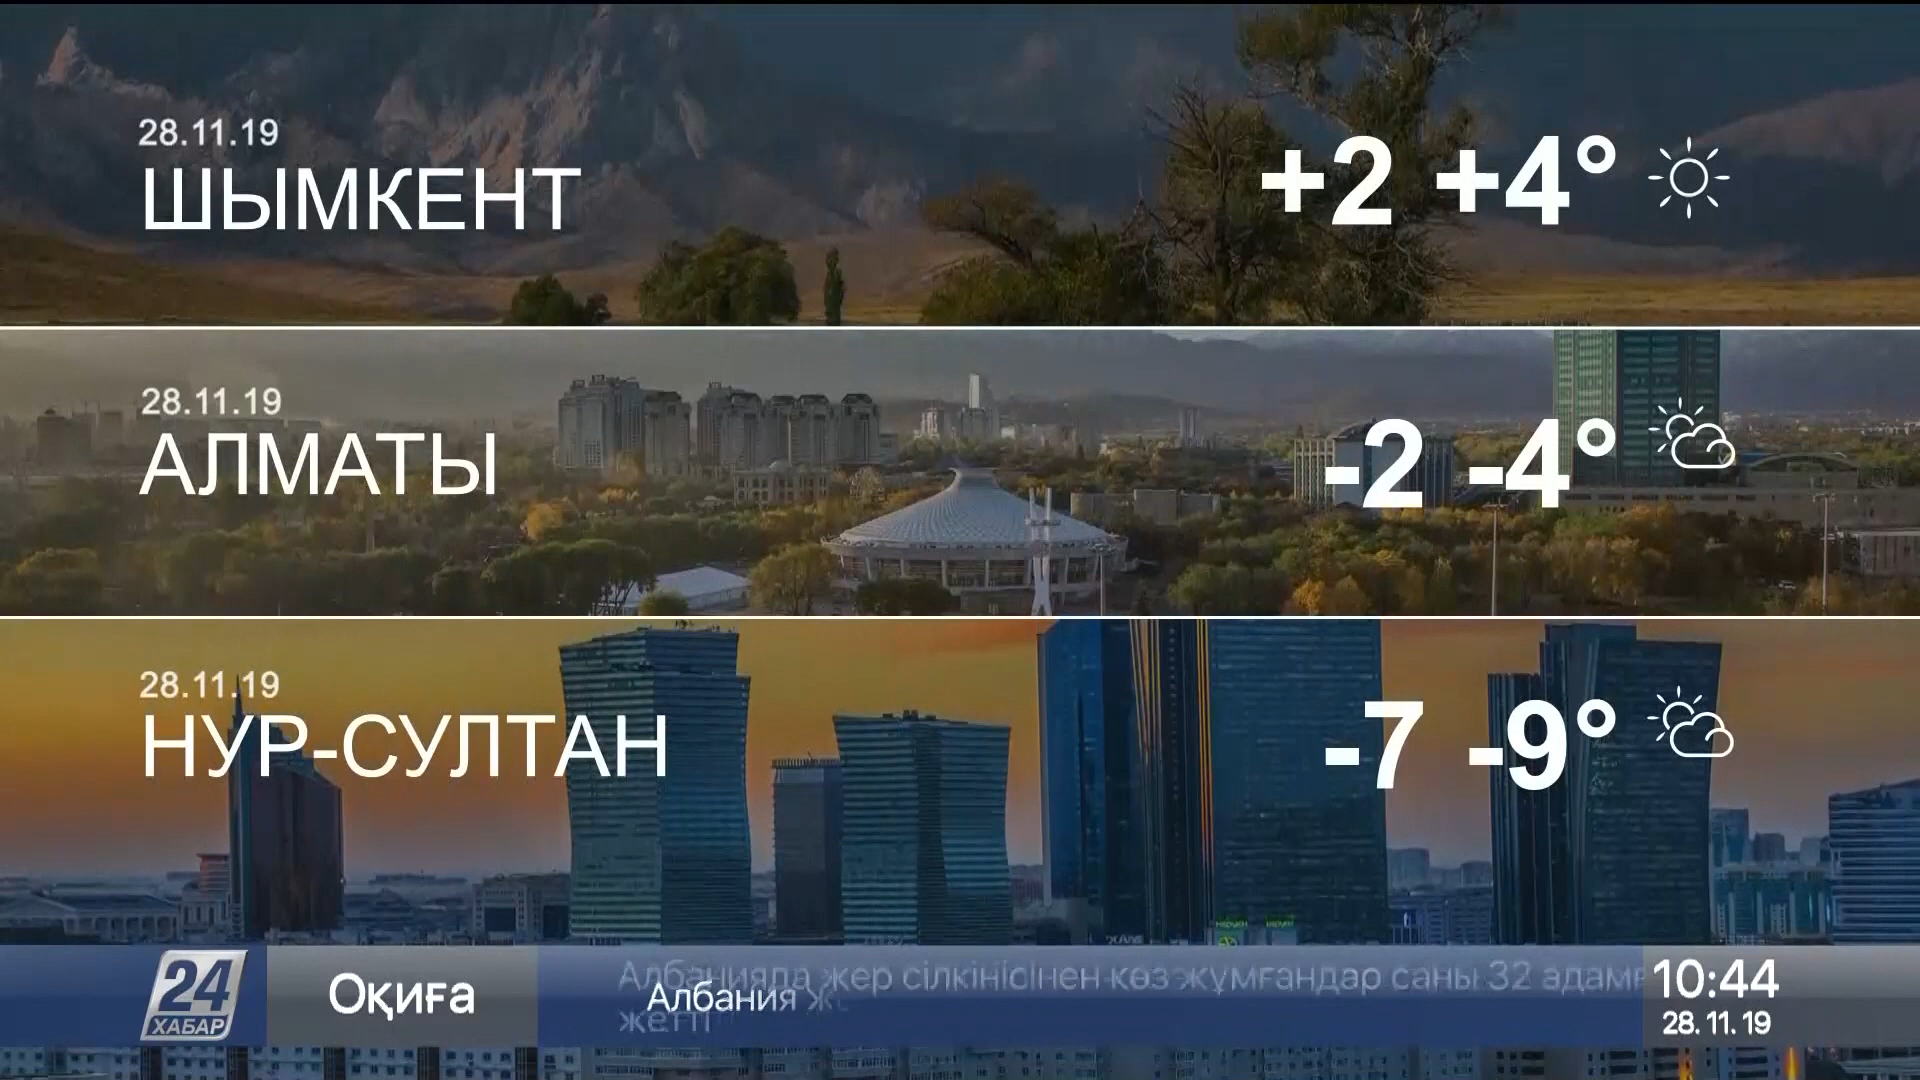 28.11.19
ШЫМКЕНТ
+2 +4°
28.11.19
АЛМАТЫ
-2 -4°
28.11.19
НУР-СУЛТАН
-7 -9°
24
ХАБАР
Оқиға
Албанияда жер сілкінісінен көз жұмғандар саны 32 адамға
жетті
Албания
10:44
28.11.19